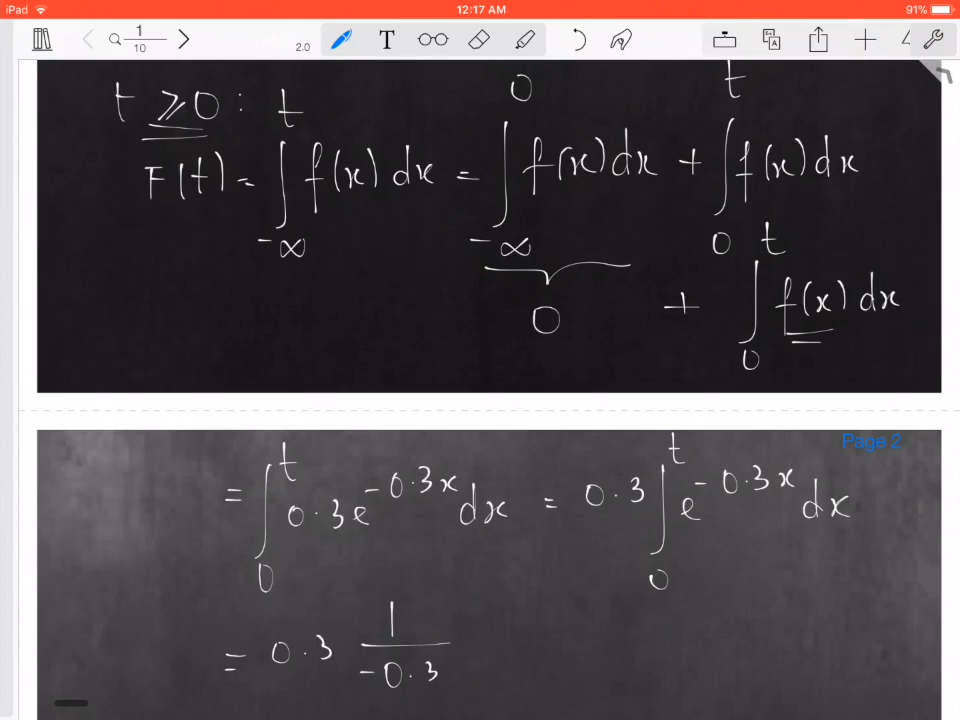 iPad 12:17 AM 91%
1/10 2.0 T
t ≥ 0 :
F(t) = ∫_{-∞}^{t} f(x) dx = ∫_{-∞}^{0} f(x) dx + ∫_{0}^{t} f(x) dx
0 + ∫_{0}^{t} f(x) dx
Page 2
= ∫_{0}^{t} 0.3 e^{-0.3x} dx = 0.3 ∫_{0}^{t} e^{-0.3x} dx
= 0.3 1/-0.3